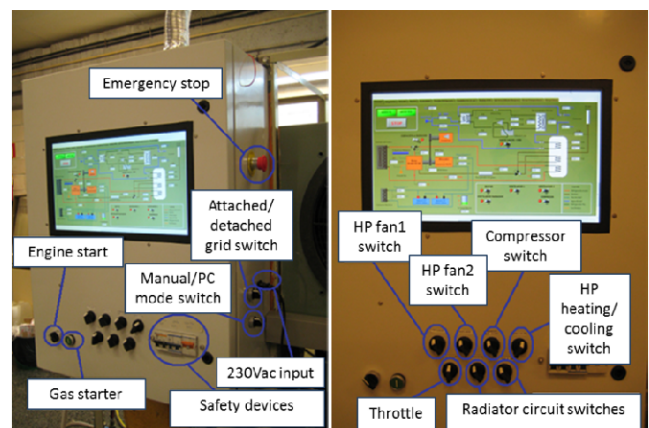 Emergency stop
Attached/
detached
grid switch
Engine start
Manual/PC
mode switch
230Vac input
Gas starter
Safety devices
HP fan1
switch
Compressor
switch
HP fan2
switch
HP
heating/
cooling
switch
Throttle
Radiator circuit switches